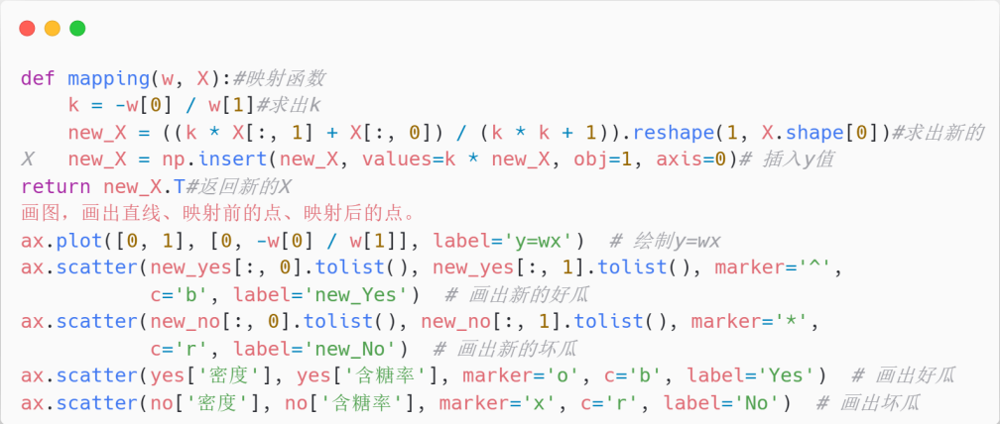 def mapping(w, X):#映射函数
    k = -w[0] / w[1]#求出k
    new_X = ((k * X[:, 1] + X[:, 0]) / (k * k + 1)).reshape(1, X.shape[0])#求出新的
X   new_X = np.insert(new_X, values=k * new_X, obj=1, axis=0)# 插入y值
return new_X.T#返回新的X
画图，画出直线、映射前的点、映射后的点。
ax.plot([0, 1], [0, -w[0] / w[1]], label='y=wx')  # 绘制y=wx
ax.scatter(new_yes[:, 0].tolist(), new_yes[:, 1].tolist(), marker='^',
           c='b', label='new_Yes')  # 画出新的好瓜
ax.scatter(new_no[:, 0].tolist(), new_no[:, 1].tolist(), marker='*',
           c='r', label='new_No')  # 画出新的坏瓜
ax.scatter(yes['密度'], yes['含糖率'], marker='o', c='b', label='Yes')  # 画出好瓜
ax.scatter(no['密度'], no['含糖率'], marker='x', c='r', label='No')  # 画出坏瓜